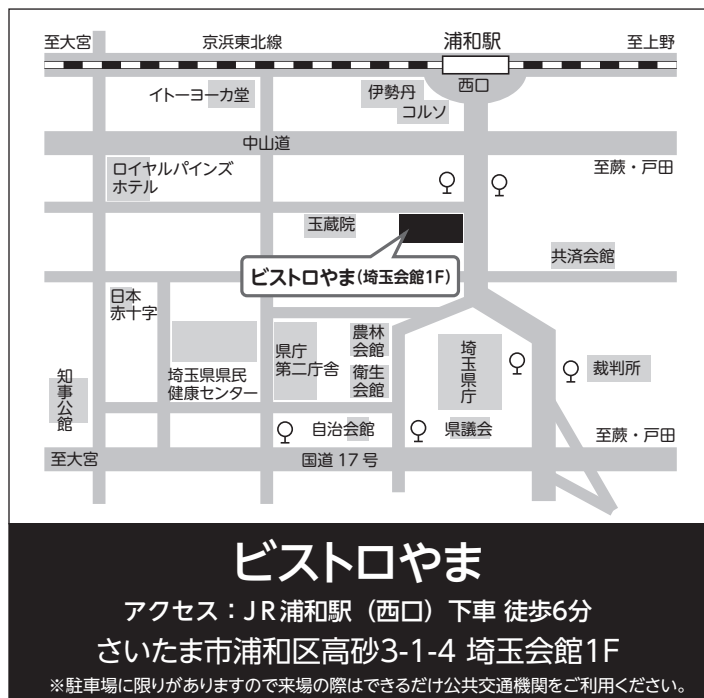 至大宮
京浜東北線
浦和駅
至上野
イトーヨーカ堂
伊勢丹
コルソ
西口
中山道
ロイヤルパインズ
ホテル
至蕨・戸田
玉蔵院
共済会館
ビストロやま(埼玉会館1F)
日本
赤十字
知事公館
埼玉県県民
健康センター
県庁
第二庁舎
農林
会館
衛生
会館
埼玉県庁
裁判所
自治会館
県議会
至蕨・戸田
至大宮
国道17号
ビストロやま
アクセス：JR浦和駅（西口）下車 徒歩6分
さいたま市浦和区高砂3-1-4 埼玉会館1F
※駐車場に限りがありますので来場の際はできるだけ公共交通機関をご利用ください。